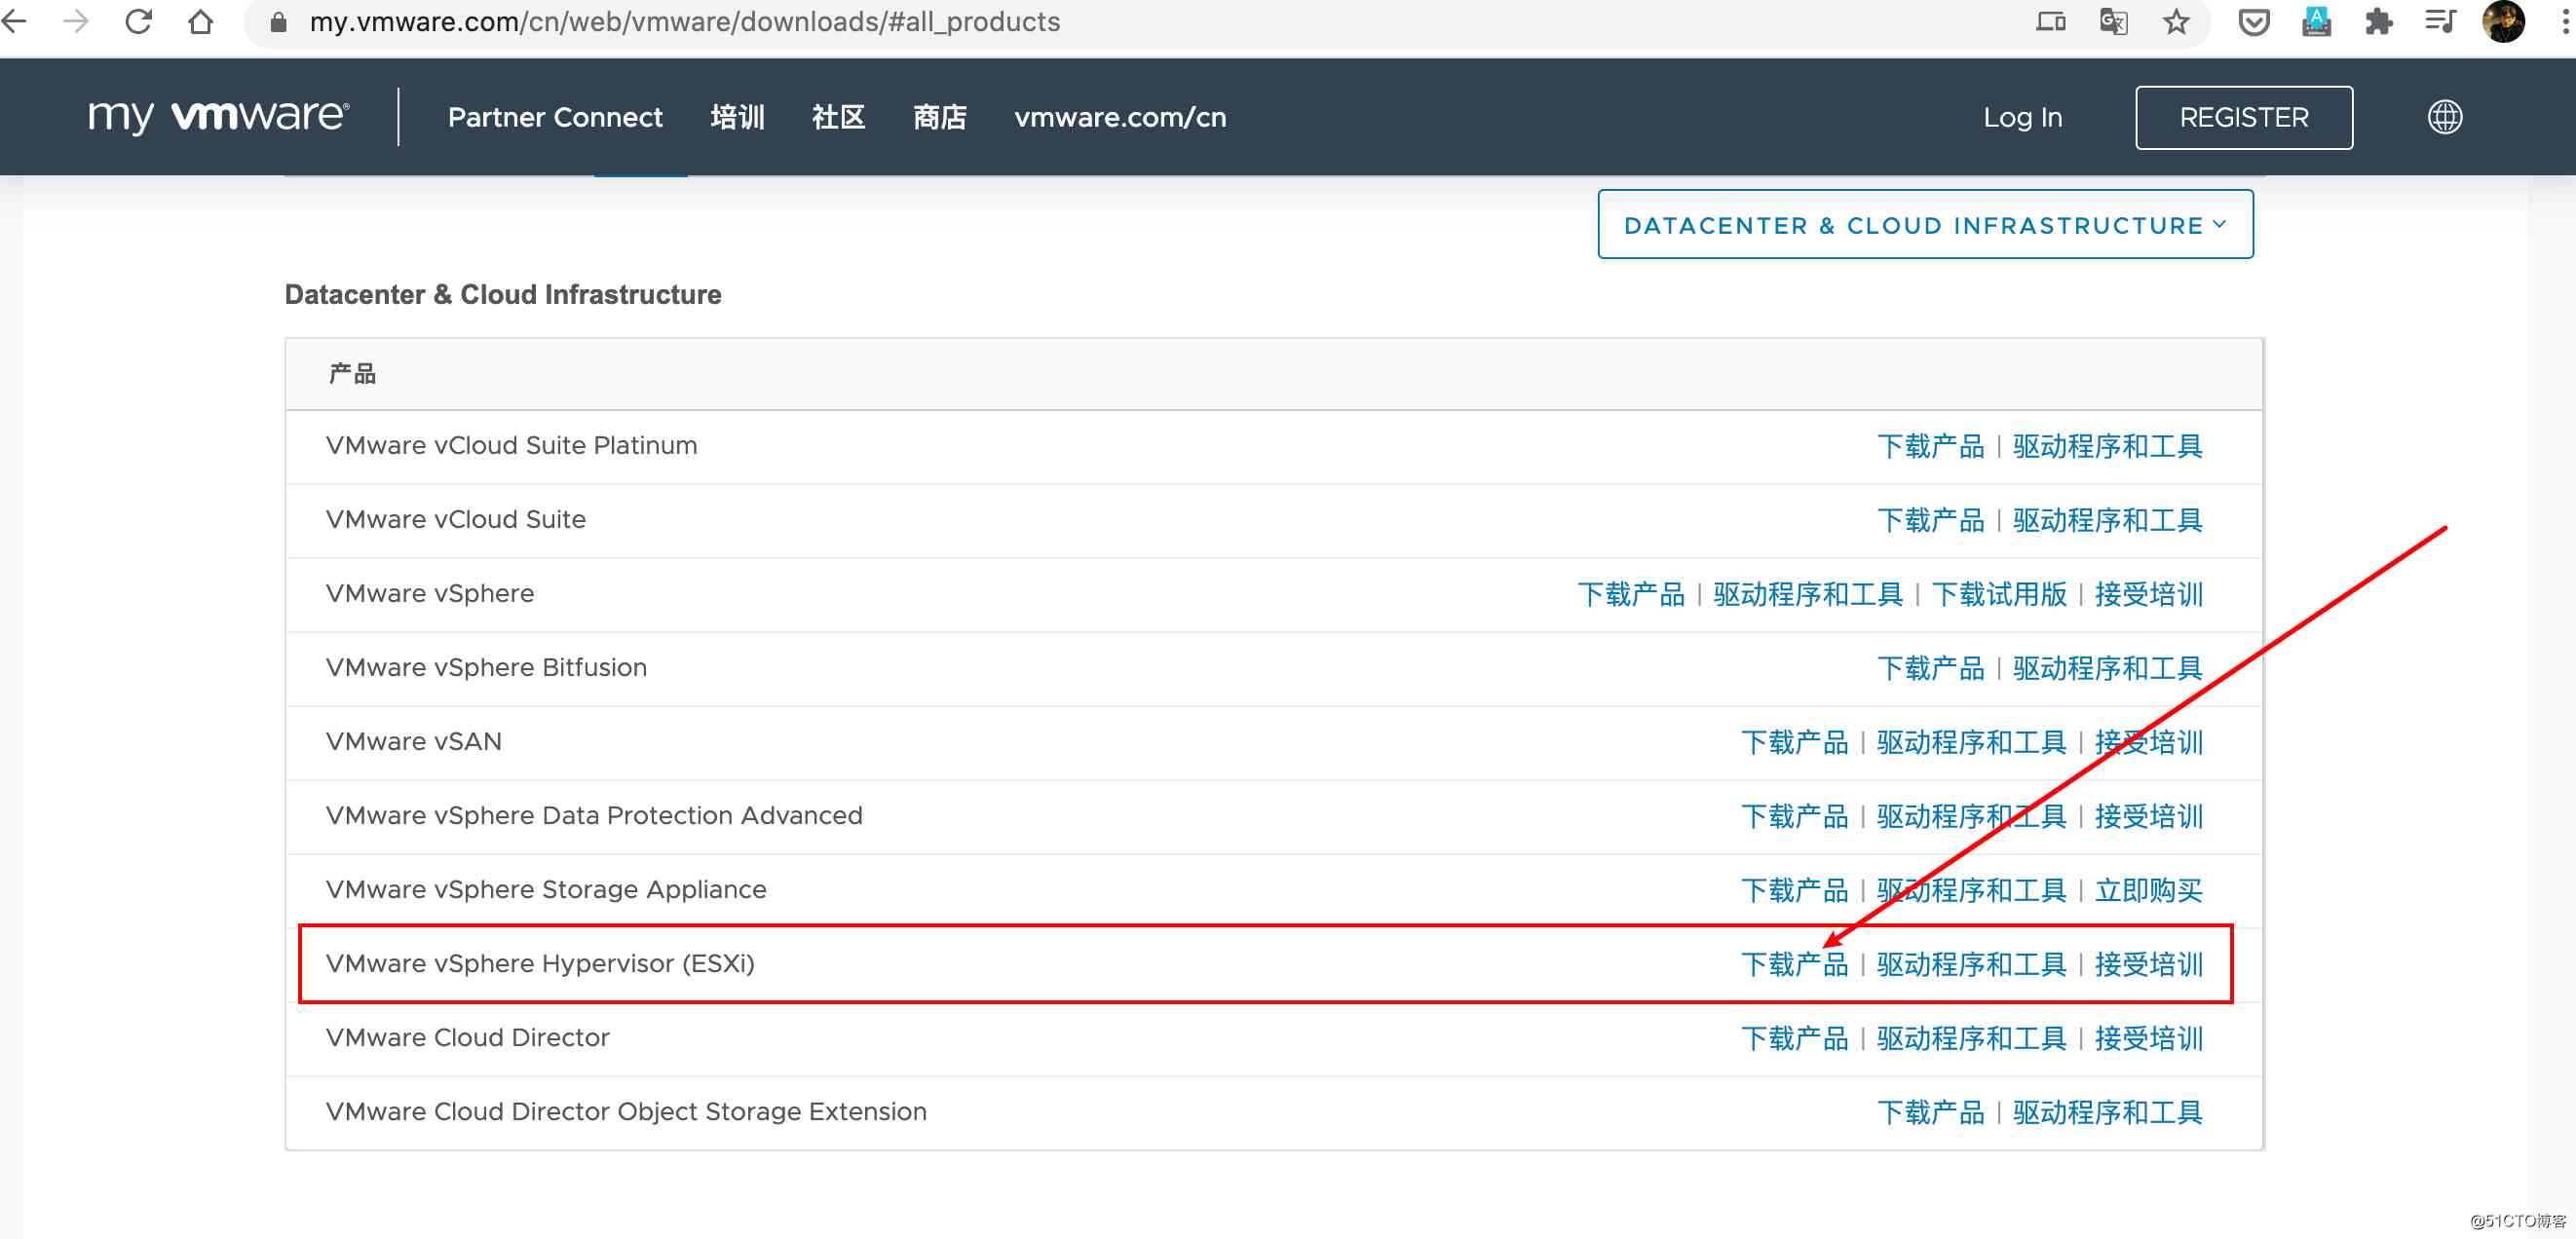 my.vmware.com/cn/web/vmware/downloads/#all_products
my vmware® Partner Connect 培训 社区 商店 vmware.com/cn Log In REGISTER
DATACENTER & CLOUD INFRASTRUCTURE
Datacenter & Cloud Infrastructure
产品
VMware vCloud Suite Platinum 下载产品 | 驱动程序和工具
VMware vCloud Suite 下载产品 | 驱动程序和工具
VMware vSphere 下载产品 | 驱动程序和工具 | 下载试用版 | 接受培训
VMware vSphere Bitfusion 下载产品 | 驱动程序和工具
VMware vSAN 下载产品 | 驱动程序和工具 | 接受培训
VMware vSphere Data Protection Advanced 下载产品 | 驱动程序和工具 | 接受培训
VMware vSphere Storage Appliance 下载产品 | 驱动程序和工具 | 立即购买
VMware vSphere Hypervisor (ESXi) 下载产品 | 驱动程序和工具 | 接受培训
VMware Cloud Director 下载产品 | 驱动程序和工具 | 接受培训
VMware Cloud Director Object Storage Extension 下载产品 | 驱动程序和工具
@51CTO博客